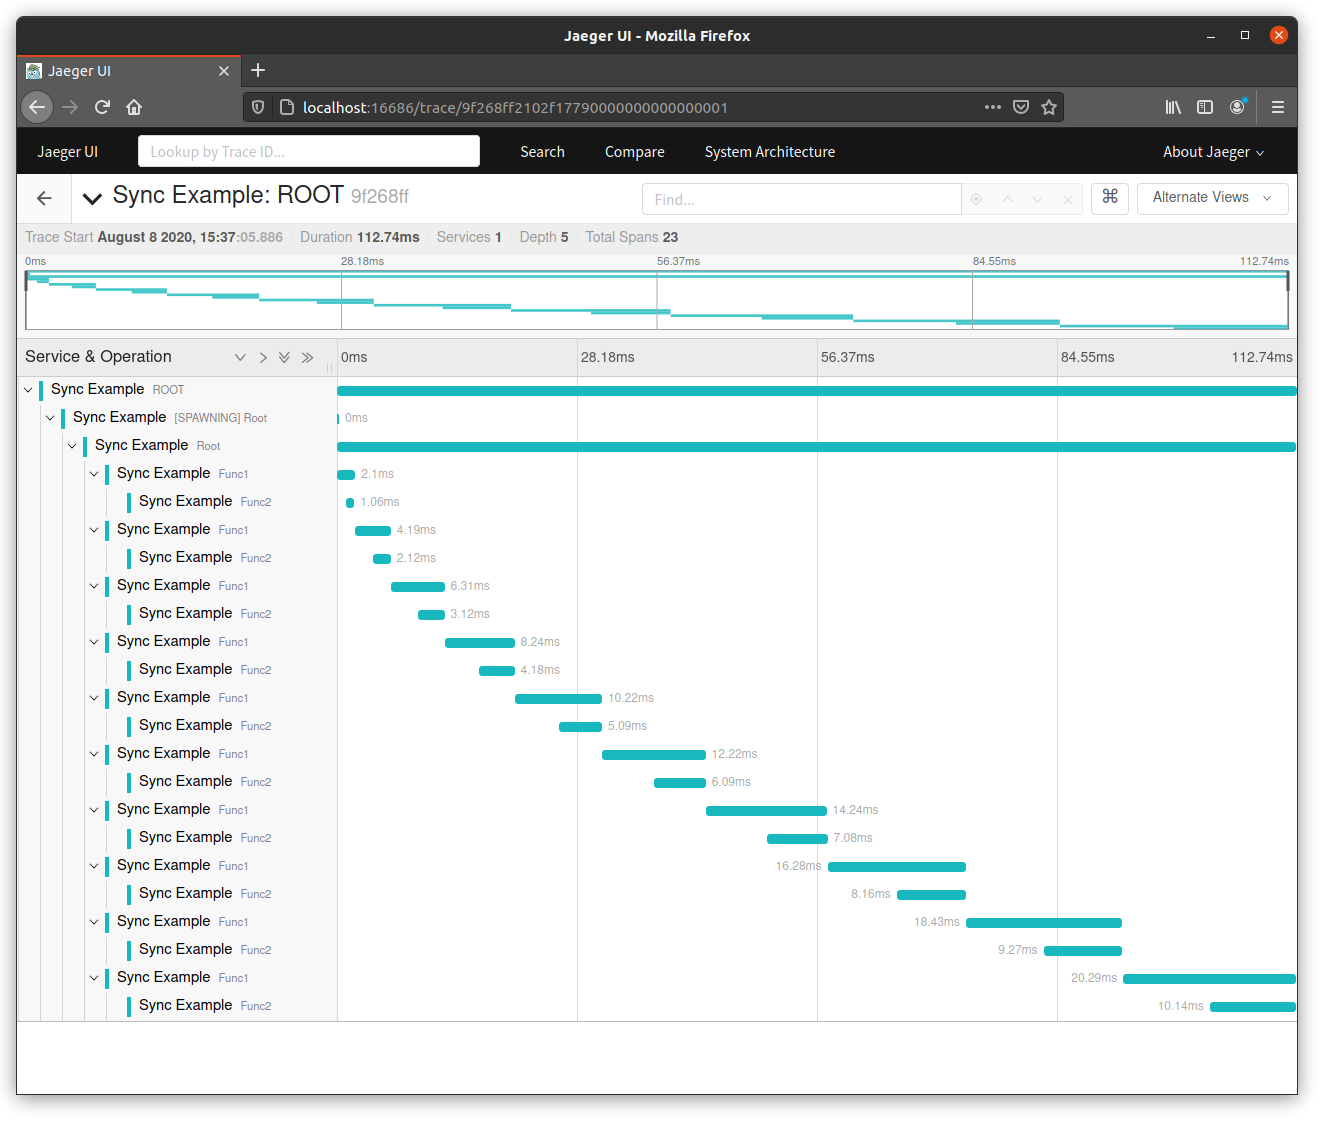 Jaeger UI - Mozilla Firefox
Jaeger UI
localhost:16686/trace/9f268ff2102f17790000000000000001
Jaeger UI Lookup by Trace ID... Search Compare System Architecture About Jaeger
Sync Example: ROOT 9f268ff Find... ⌘ Alternate Views
Trace Start August 8 2020, 15:37:05.886 Duration 112.74ms Services 1 Depth 5 Total Spans 23
0ms 28.18ms 56.37ms 84.55ms 112.74ms
Service & Operation 0ms 28.18ms 56.37ms 84.55ms 112.74ms
Sync Example ROOT
Sync Example [SPAWNING] Root 0ms
Sync Example Root
Sync Example Func1 2.1ms
Sync Example Func2 1.06ms
Sync Example Func1 4.19ms
Sync Example Func2 2.12ms
Sync Example Func1 6.31ms
Sync Example Func2 3.12ms
Sync Example Func1 8.24ms
Sync Example Func2 4.18ms
Sync Example Func1 10.22ms
Sync Example Func2 5.09ms
Sync Example Func1 12.22ms
Sync Example Func2 6.09ms
Sync Example Func1 14.24ms
Sync Example Func2 7.08ms
Sync Example Func1 16.28ms
Sync Example Func2 8.16ms
Sync Example Func1 18.43ms
Sync Example Func2 9.27ms
Sync Example Func1 20.29ms
Sync Example Func2 10.14ms